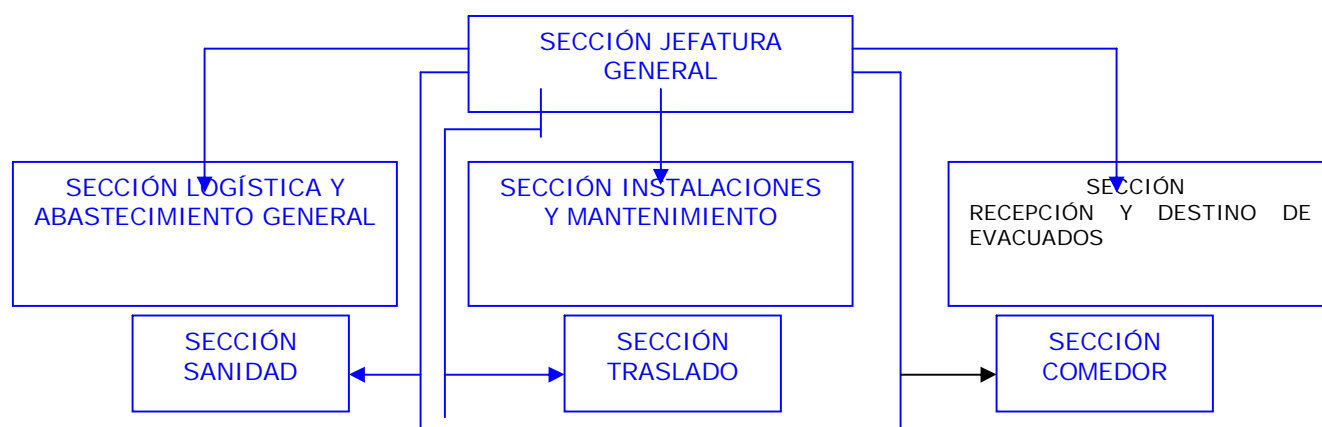 SECCIÓN JEFATURA
GENERAL
SECCIÓN LOGÍSTICA Y
ABASTECIMIENTO GENERAL
SECCIÓN INSTALACIONES
Y MANTENIMIENTO
SECCIÓN
RECEPCIÓN Y DESTINO DE
EVACUADOS
SECCIÓN
SANIDAD
SECCIÓN
TRASLADO
SECCIÓN
COMEDOR